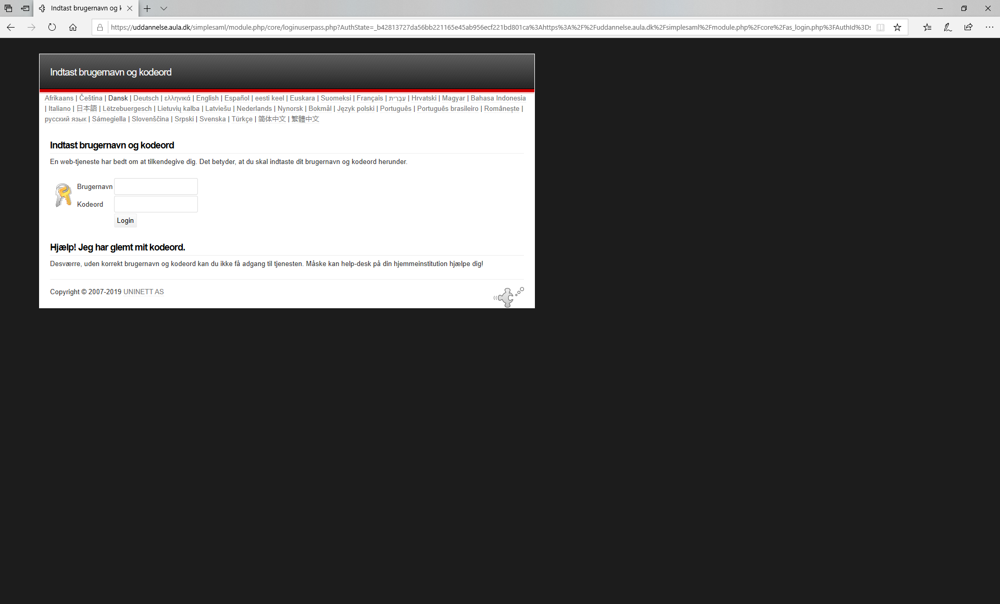 Indtast brugernavn og k
https://uddannelse.aula.dk/simplesaml/module.php/core/loginuserpass.php?AuthState=_b42813727da56bb221165e45ab956ecf221bd801ca%3Ahttps%3A%2F%2Fuddannelse.aula.dk%2Fsimplesaml%2Fmodule.php%2Fcore%2Fas_login.php%3FAuthId%3Ds
Indtast brugernavn og kodeord
Afrikaans | Čeština | Dansk | Deutsch | ελληνικά | English | Español | eesti keel | Euskara | Suomeksi | Français | עִבְרִית | Hrvatski | Magyar | Bahasa Indonesia
| Italiano | 日本語 | Lëtzebuergesch | Lietuvių kalba | Latviešu | Nederlands | Nynorsk | Bokmål | Język polski | Português | Português brasileiro | Românește |
русский язык | Sámegiella | Slovenščina | Srpski | Svenska | Türkçe | 简体中文 | 繁體中文
Indtast brugernavn og kodeord
En web-tjeneste har bedt om at tilkendegive dig. Det betyder, at du skal indtaste dit brugernavn og kodeord herunder.
Brugernavn
Kodeord
Login
Hjælp! Jeg har glemt mit kodeord.
Desværre, uden korrekt brugernavn og kodeord kan du ikke få adgang til tjenesten. Måske kan help-desk på din hjemmeinstitution hjælpe dig!
Copyright © 2007-2019 UNINETT AS